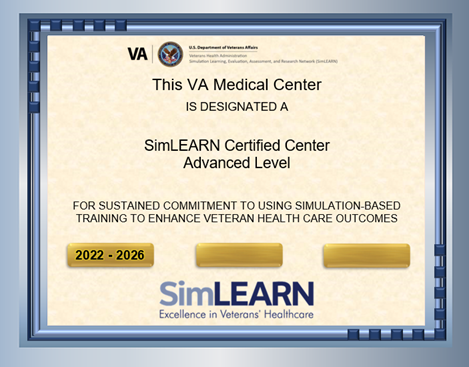 VA
U.S. Department of Veterans Affairs
Veterans Health Administration
Simulation Learning, Evaluation, Assessment, and Research Network (SimLEARN)
This VA Medical Center
IS DESIGNATED A
SimLEARN Certified Center
Advanced Level
FOR SUSTAINED COMMITMENT TO USING SIMULATION-BASED
TRAINING TO ENHANCE VETERAN HEALTH CARE OUTCOMES
2022 - 2026
SimLEARN
Excellence in Veterans' Healthcare